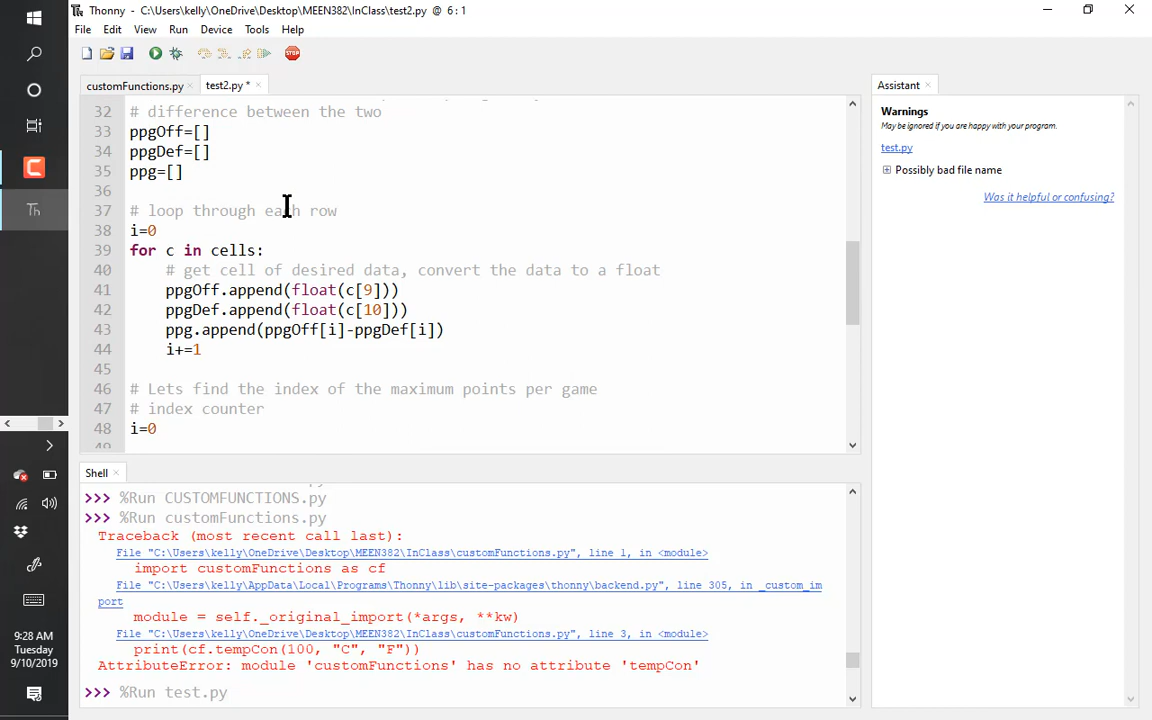 Thonny - C:\Users\kelly\OneDrive\Desktop\MEEN382\InClass\test2.py @ 6 : 1
File Edit View Run Device Tools Help
STOP
customFunctions.py × test2.py * ×
32 # difference between the two
33 ppgOff=[]
34 ppgDef=[]
35 ppg=[]
36
37 # loop through each row
38 i=0
39 for c in cells:
40 # get cell of desired data, convert the data to a float
41 ppgOff.append(float(c[9]))
42 ppgDef.append(float(c[10]))
43 ppg.append(ppgOff[i]-ppgDef[i])
44 i+=1
45
46 # Lets find the index of the maximum points per game
47 # index counter
48 i=0
49
Shell ×
>>> %Run CUSTOMFUNCTIONS.py
>>> %Run customFunctions.py
Traceback (most recent call last):
File "C:\Users\kelly\OneDrive\Desktop\MEEN382\InClass\customFunctions.py", line 1, in <module>
import customFunctions as cf
File "C:\Users\kelly\AppData\Local\Programs\Thonny\lib\site-packages\thonny\backend.py", line 305, in _custom_im
port
module = self._original_import(*args, **kw)
File "C:\Users\kelly\OneDrive\Desktop\MEEN382\InClass\customFunctions.py", line 3, in <module>
print(cf.tempCon(100, "C", "F"))
AttributeError: module 'customFunctions' has no attribute 'tempCon'
>>> %Run test.py
Assistant ×
Warnings
May be ignored if you are happy with your program.
test.py
Possibly bad file name
Was it helpful or confusing?
Th
9:28 AM
Tuesday
9/10/2019